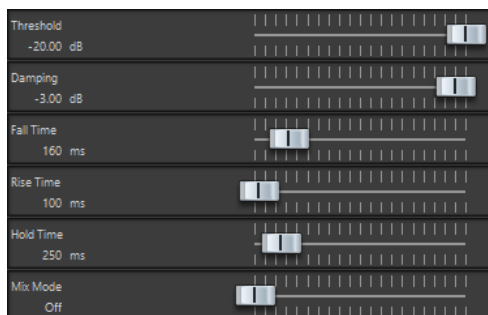 Threshold
-20.00 dB
Damping
-3.00 dB
Fall Time
160 ms
Rise Time
100 ms
Hold Time
250 ms
Mix Mode
Off